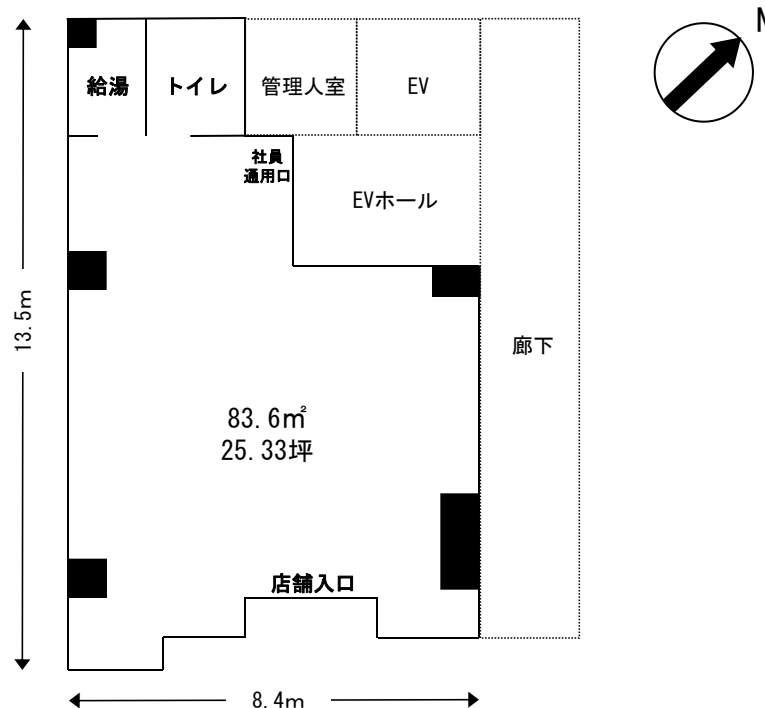 N
給湯
トイレ
管理人室
EV
社員
通用口
EVホール
13.5m
廊下
83.6㎡
25.33坪
店舗入口
8.4m